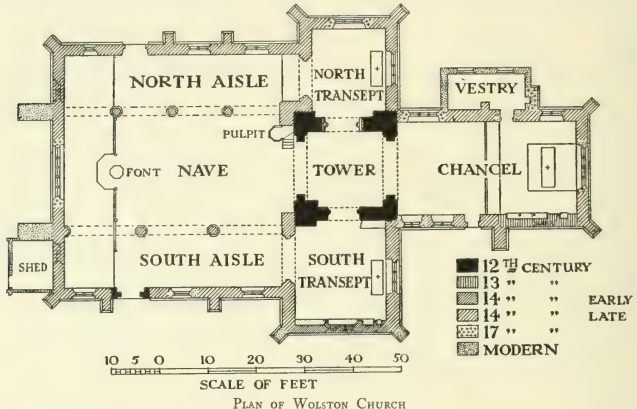 NORTH AISLE
NORTH
TRANSEPT
VESTRY
PULPIT
FONT
NAVE
TOWER
CHANCEL
SHED
SOUTH AISLE
SOUTH
TRANSEPT
12TH CENTURY
13 " "
14 " " EARLY
14 " " LATE
17 " "
MODERN
10 5 0 10 20 30 40 50
SCALE OF FEET
PLAN OF WOLSTON CHURCH